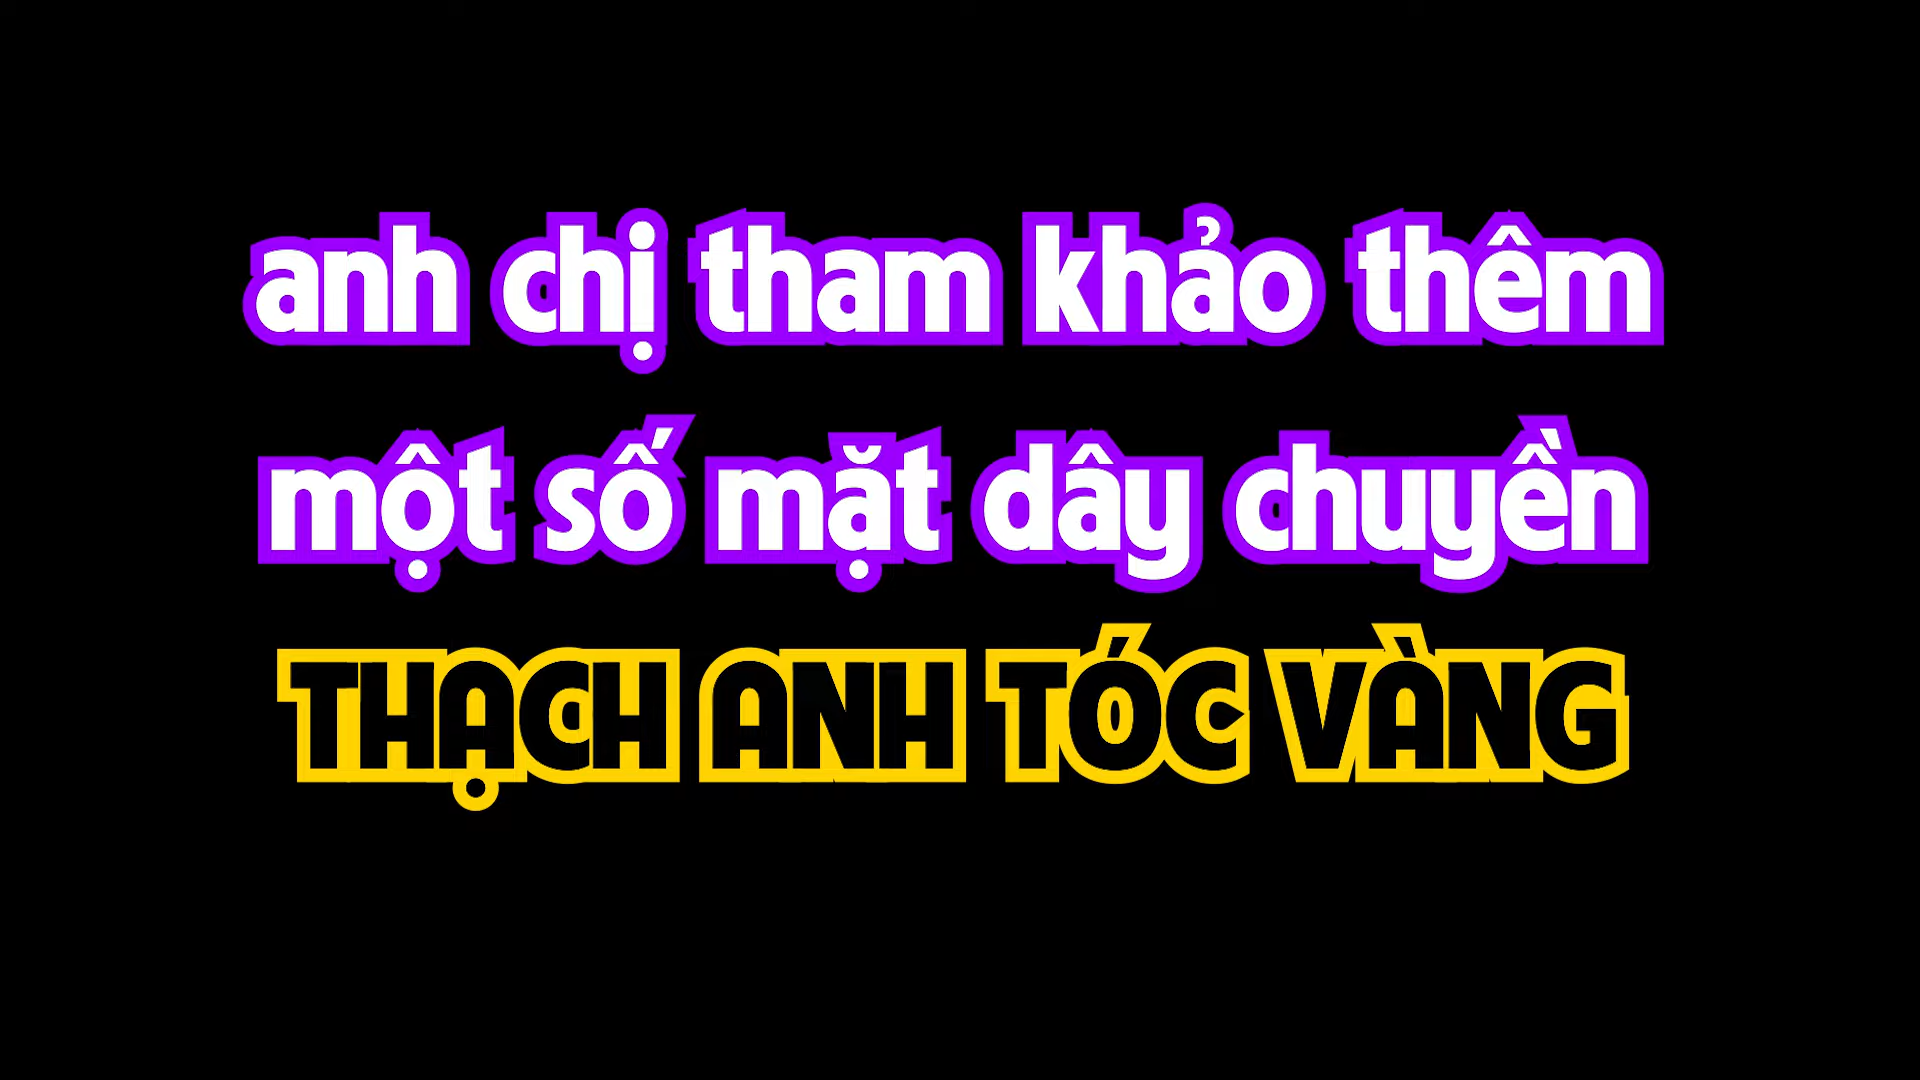 anh chị tham khảo thêm
một số mặt dây chuyền
THẠCH ANH TÓC VÀNG